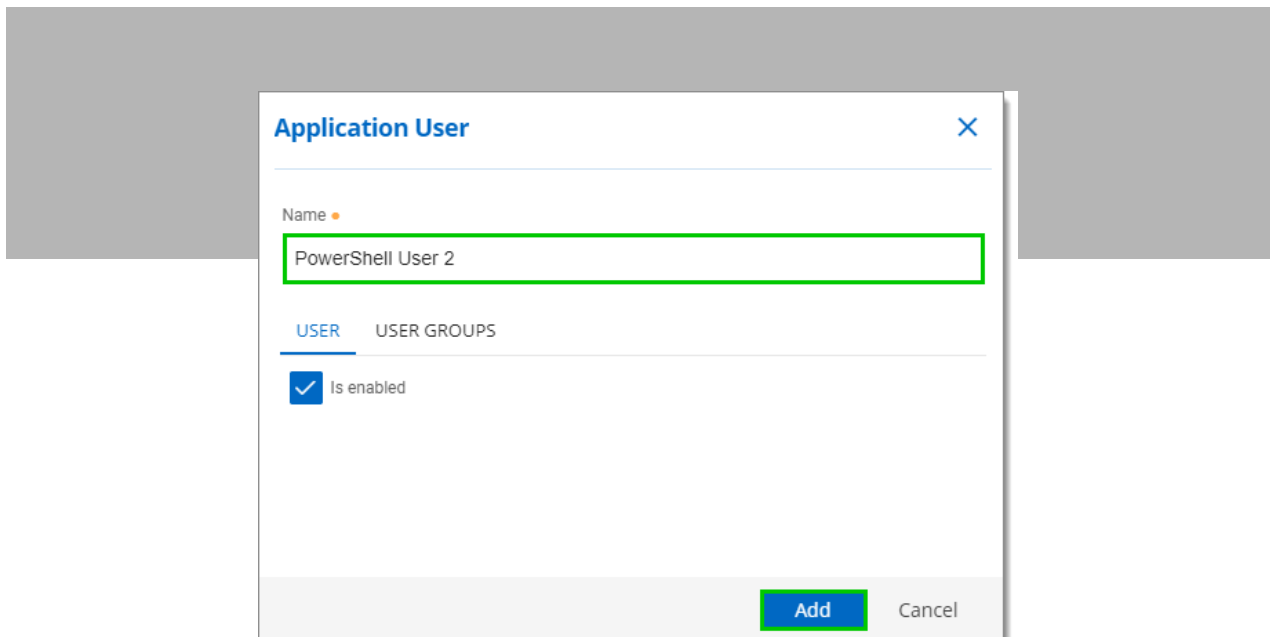 Application User
Name
PowerShell User 2
USER USER GROUPS
Is enabled
Add Cancel